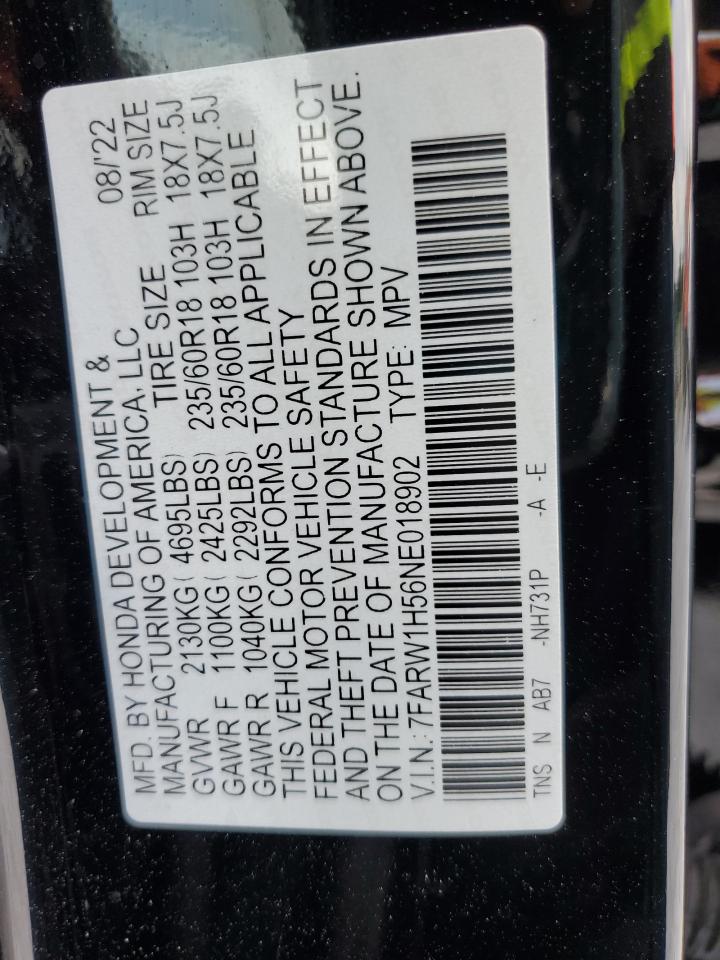 MFD. BY HONDA DEVELOPMENT & 08/'22
MANUFACTURING OF AMERICA, LLC
TIRE SIZE RIM SIZE
GVWR 2130KG( 4695LBS)
GAWR F 1100KG( 2425LBS) 235/60R18 103H 18X7.5J
GAWR R 1040KG( 2292LBS) 235/60R18 103H 18X7.5J
THIS VEHICLE CONFORMS TO ALL APPLICABLE
FEDERAL MOTOR VEHICLE SAFETY
AND THEFT PREVENTION STANDARDS IN EFFECT
ON THE DATE OF MANUFACTURE SHOWN ABOVE.
V.I.N.: 7FARW1H56NE018902 TYPE: MPV
TNS N AB7 -NH731P -A -E